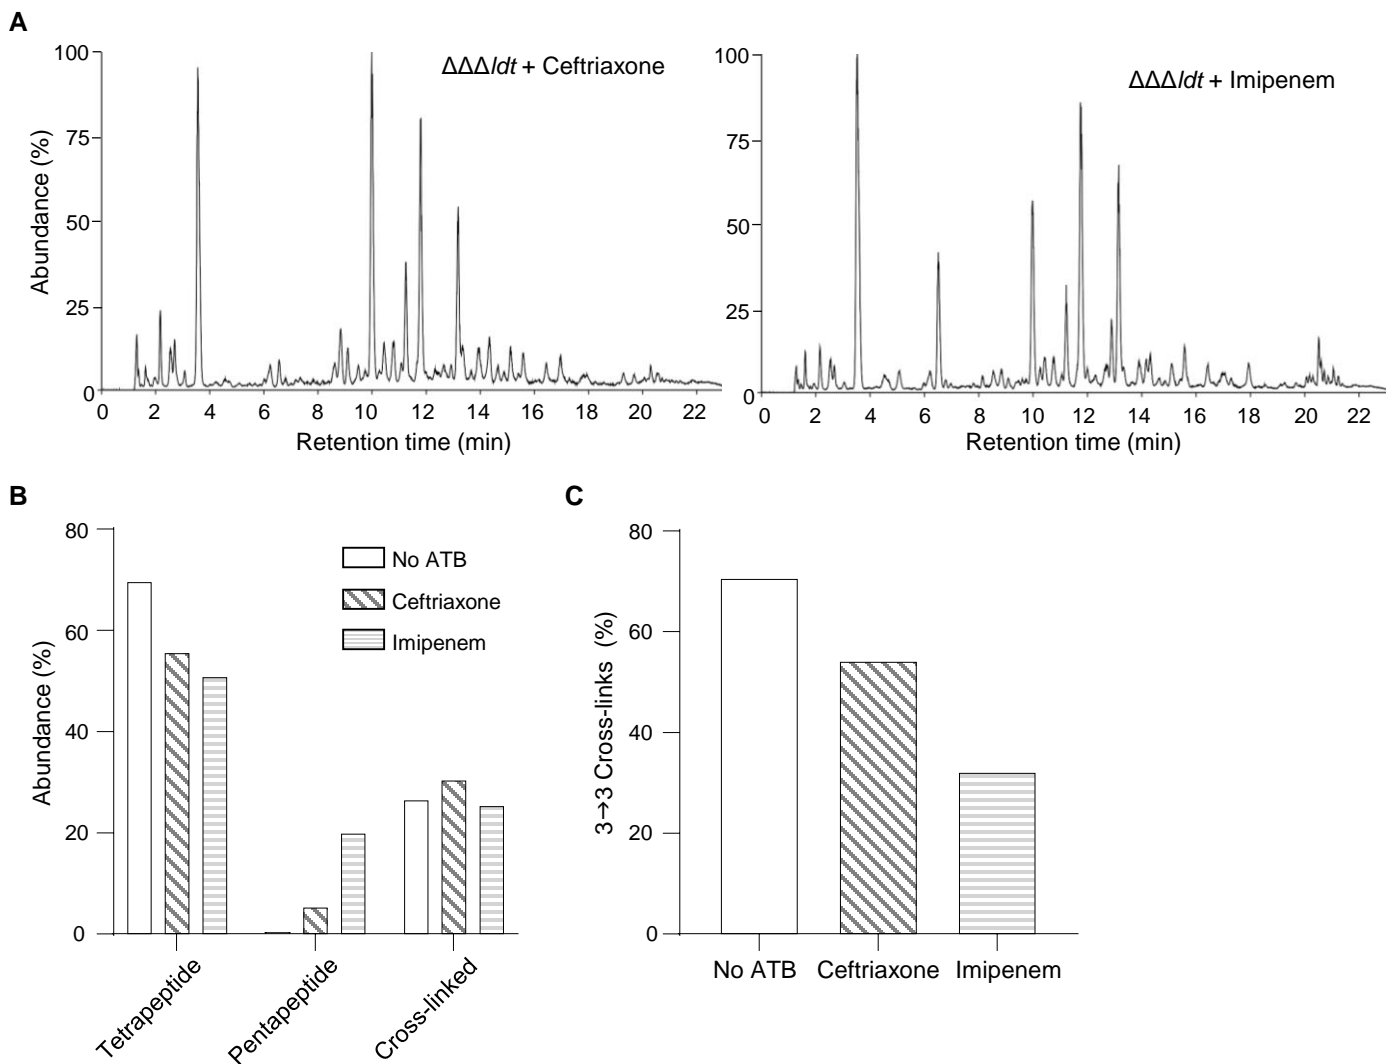 A
100
75
50
25
0
Abundance (%)
ΔΔΔldt + Ceftriaxone
0 2 4 6 8 10 12 14 16 18 20 22
Retention time (min)
100
75
50
25
0
ΔΔΔldt + Imipenem
0 2 4 6 8 10 12 14 16 18 20 22
Retention time (min)
B
80
60
40
20
0
Abundance (%)
No ATB
Ceftriaxone
Imipenem
Tetrapeptide
Pentapeptide
Cross-linked
C
80
60
40
20
0
3→3 Cross-links (%)
No ATB Ceftriaxone Imipenem